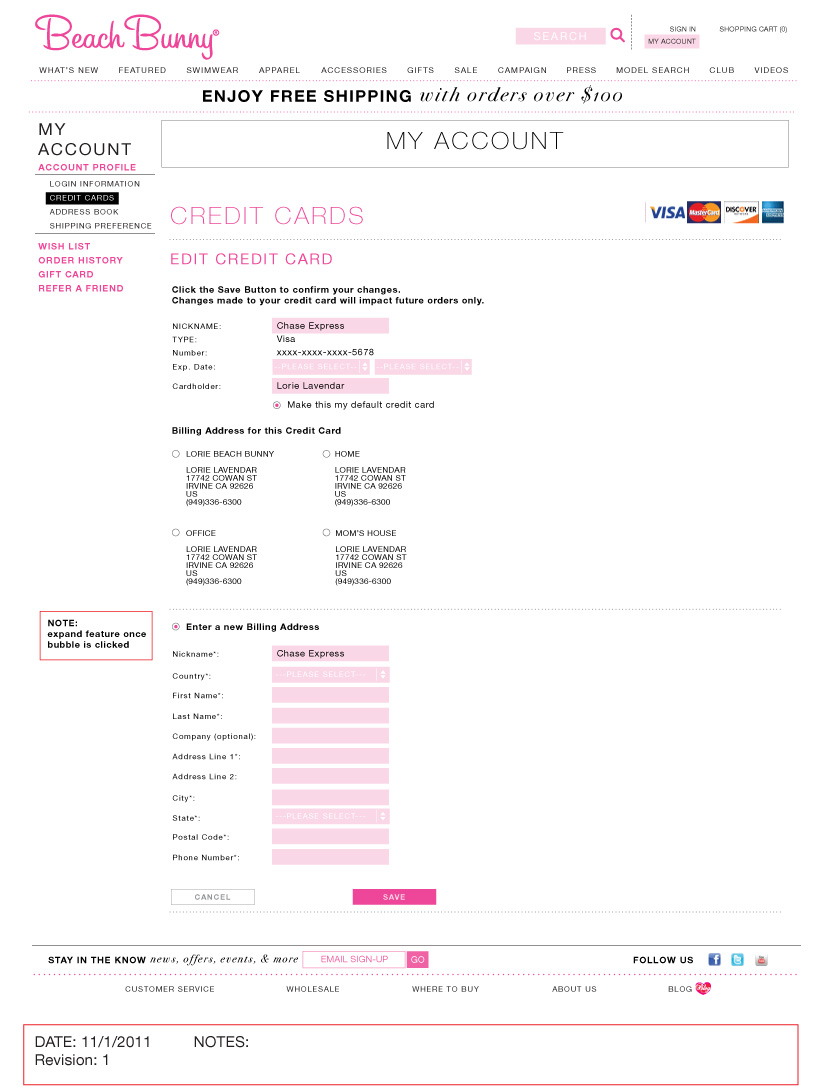 Beach Bunny®
SEARCH
SIGN IN
MY ACCOUNT
SHOPPING CART (0)
WHAT'S NEW FEATURED SWIMWEAR APPAREL ACCESSORIES GIFTS SALE CAMPAIGN PRESS MODEL SEARCH CLUB VIDEOS
ENJOY FREE SHIPPING with orders over $100
MY
ACCOUNT
ACCOUNT PROFILE
LOGIN INFORMATION
CREDIT CARDS
ADDRESS BOOK
SHIPPING PREFERENCE
WISH LIST
ORDER HISTORY
GIFT CARD
REFER A FRIEND
MY ACCOUNT
CREDIT CARDS
VISA MasterCard DISCOVER
EDIT CREDIT CARD
Click the Save Button to confirm your changes.
Changes made to your credit card will impact future orders only.
NICKNAME: Chase Express
TYPE: Visa
Number: xxxx-xxxx-xxxx-5678
Exp. Date: ---PLEASE SELECT--- ---PLEASE SELECT---
Cardholder: Lorie Lavendar
Make this my default credit card
Billing Address for this Credit Card
LORIE BEACH BUNNY
LORIE LAVENDAR
17742 COWAN ST
IRVINE CA 92626
US
(949)336-6300
HOME
LORIE LAVENDAR
17742 COWAN ST
IRVINE CA 92626
US
(949)336-6300
OFFICE
LORIE LAVENDAR
17742 COWAN ST
IRVINE CA 92626
US
(949)336-6300
MOM'S HOUSE
LORIE LAVENDAR
17742 COWAN ST
IRVINE CA 92626
US
(949)336-6300
NOTE:
expand feature once
bubble is clicked
Enter a new Billing Address
Nickname*: Chase Express
Country*: ---PLEASE SELECT---
First Name*:
Last Name*:
Company (optional):
Address Line 1*:
Address Line 2:
City*:
State*: ---PLEASE SELECT---
Postal Code*:
Phone Number*:
CANCEL SAVE
STAY IN THE KNOW news, offers, events, & more EMAIL SIGN-UP GO FOLLOW US
CUSTOMER SERVICE WHOLESALE WHERE TO BUY ABOUT US BLOG
DATE: 11/1/2011 NOTES:
Revision: 1